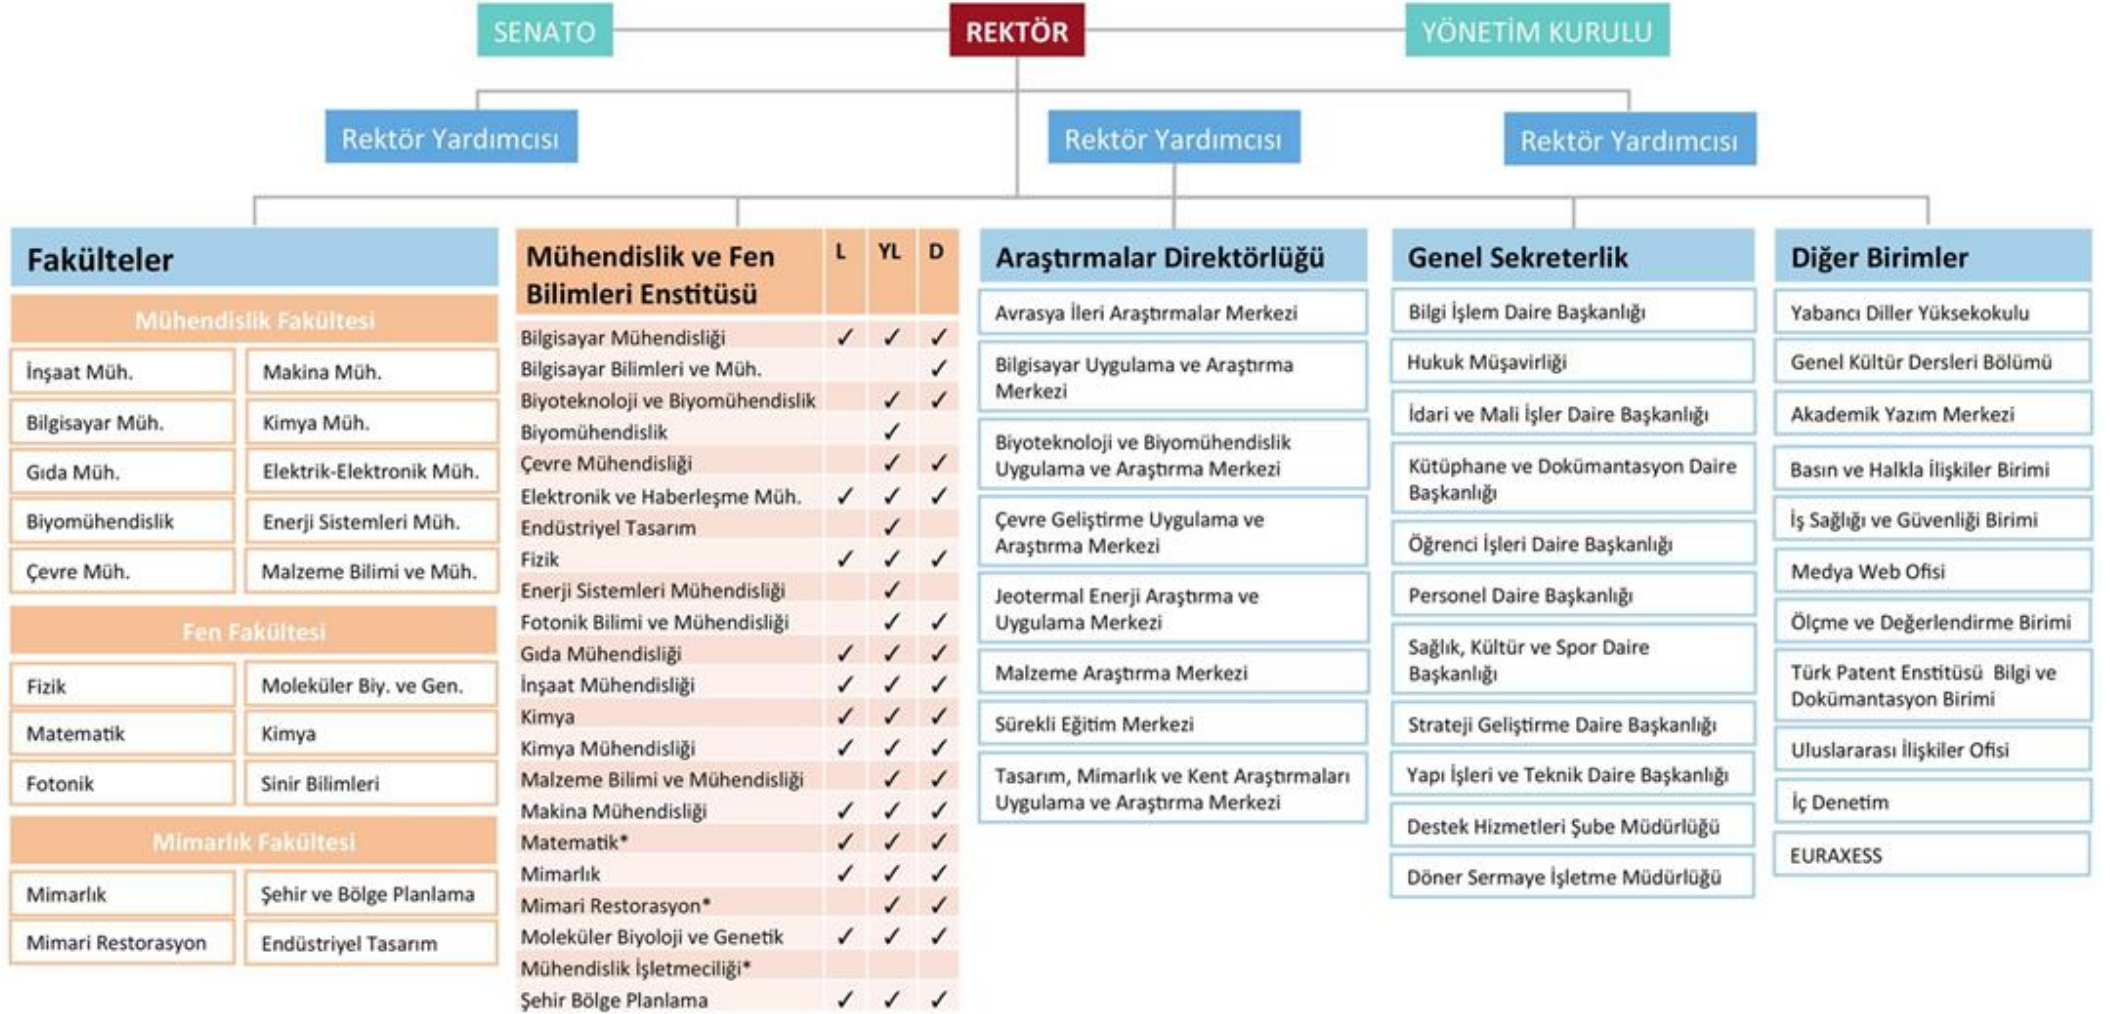 SENATO
REKTÖR
YÖNETİM KURULU
Rektör Yardımcısı
Rektör Yardımcısı
Rektör Yardımcısı
Fakülteler
Mühendislik Fakültesi
İnşaat Müh.
Makina Müh.
Bilgisayar Müh.
Kimya Müh.
Gıda Müh.
Elektrik-Elektronik Müh.
Biyomühendislik
Enerji Sistemleri Müh.
Çevre Müh.
Malzeme Bilimi ve Müh.
Fen Fakültesi
Fizik
Moleküler Biy. ve Gen.
Matematik
Kimya
Fotonik
Sinir Bilimleri
Mimarlık Fakültesi
Mimarlık
Şehir ve Bölge Planlama
Mimari Restorasyon
Endüstriyel Tasarım
Mühendislik ve Fen
Bilimleri Enstitüsü
L YL D
Bilgisayar Mühendisliği ✓ ✓ ✓
Bilgisayar Bilimleri ve Müh. ✓
Biyoteknoloji ve Biyomühendislik ✓ ✓
Biyomühendislik ✓
Çevre Mühendisliği ✓ ✓
Elektronik ve Haberleşme Müh. ✓ ✓ ✓
Endüstriyel Tasarım ✓
Fizik ✓ ✓ ✓
Enerji Sistemleri Mühendisliği ✓
Fotonik Bilimi ve Mühendisliği ✓ ✓
Gıda Mühendisliği ✓ ✓ ✓
İnşaat Mühendisliği ✓ ✓ ✓
Kimya ✓ ✓ ✓
Kimya Mühendisliği ✓ ✓ ✓
Malzeme Bilimi ve Mühendisliği ✓ ✓
Makina Mühendisliği ✓ ✓ ✓
Matematik* ✓ ✓ ✓
Mimarlık ✓ ✓ ✓
Mimari Restorasyon* ✓ ✓
Moleküler Biyoloji ve Genetik ✓ ✓ ✓
Mühendislik İşletmeciliği*
Şehir Bölge Planlama ✓ ✓ ✓
Araştırmalar Direktörlüğü
Avrasya İleri Araştırmalar Merkezi
Bilgisayar Uygulama ve Araştırma
Merkezi
Biyoteknoloji ve Biyomühendislik
Uygulama ve Araştırma Merkezi
Çevre Geliştirme Uygulama ve
Araştırma Merkezi
Jeotermal Enerji Araştırma ve
Uygulama Merkezi
Malzeme Araştırma Merkezi
Sürekli Eğitim Merkezi
Tasarım, Mimarlık ve Kent Araştırmaları
Uygulama ve Araştırma Merkezi
Genel Sekreterlik
Bilgi İşlem Daire Başkanlığı
Hukuk Müşavirliği
İdari ve Mali İşler Daire Başkanlığı
Kütüphane ve Dokümantasyon Daire
Başkanlığı
Öğrenci İşleri Daire Başkanlığı
Personel Daire Başkanlığı
Sağlık, Kültür ve Spor Daire
Başkanlığı
Strateji Geliştirme Daire Başkanlığı
Yapı İşleri ve Teknik Daire Başkanlığı
Destek Hizmetleri Şube Müdürlüğü
Döner Sermaye İşletme Müdürlüğü
Diğer Birimler
Yabancı Diller Yüksekokulu
Genel Kültür Dersleri Bölümü
Akademik Yazım Merkezi
Basın ve Halkla İlişkiler Birimi
İş Sağlığı ve Güvenliği Birimi
Medya Web Ofisi
Ölçme ve Değerlendirme Birimi
Türk Patent Enstitüsü Bilgi ve
Dokümantasyon Birimi
Uluslararası İlişkiler Ofisi
İç Denetim
EURAXESS